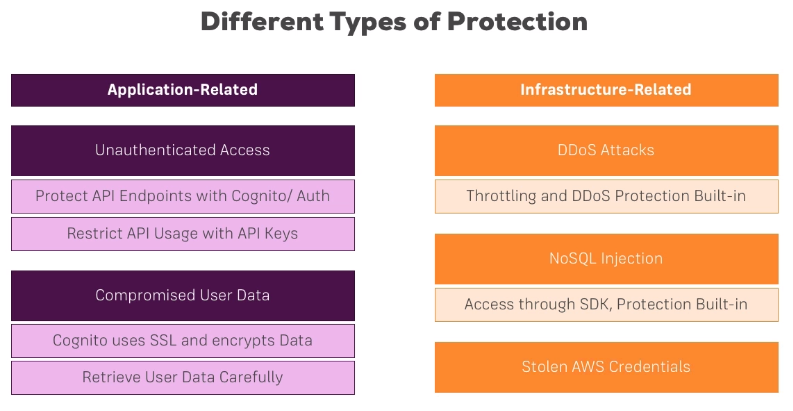 Different Types of Protection
Application-Related
Unauthenticated Access
Protect API Endpoints with Cognito/ Auth
Restrict API Usage with API Keys
Compromised User Data
Cognito uses SSL and encrypts Data
Retrieve User Data Carefully
Infrastructure-Related
DDoS Attacks
Throttling and DDoS Protection Built-in
NoSQL Injection
Access through SDK, Protection Built-in
Stolen AWS Credentials